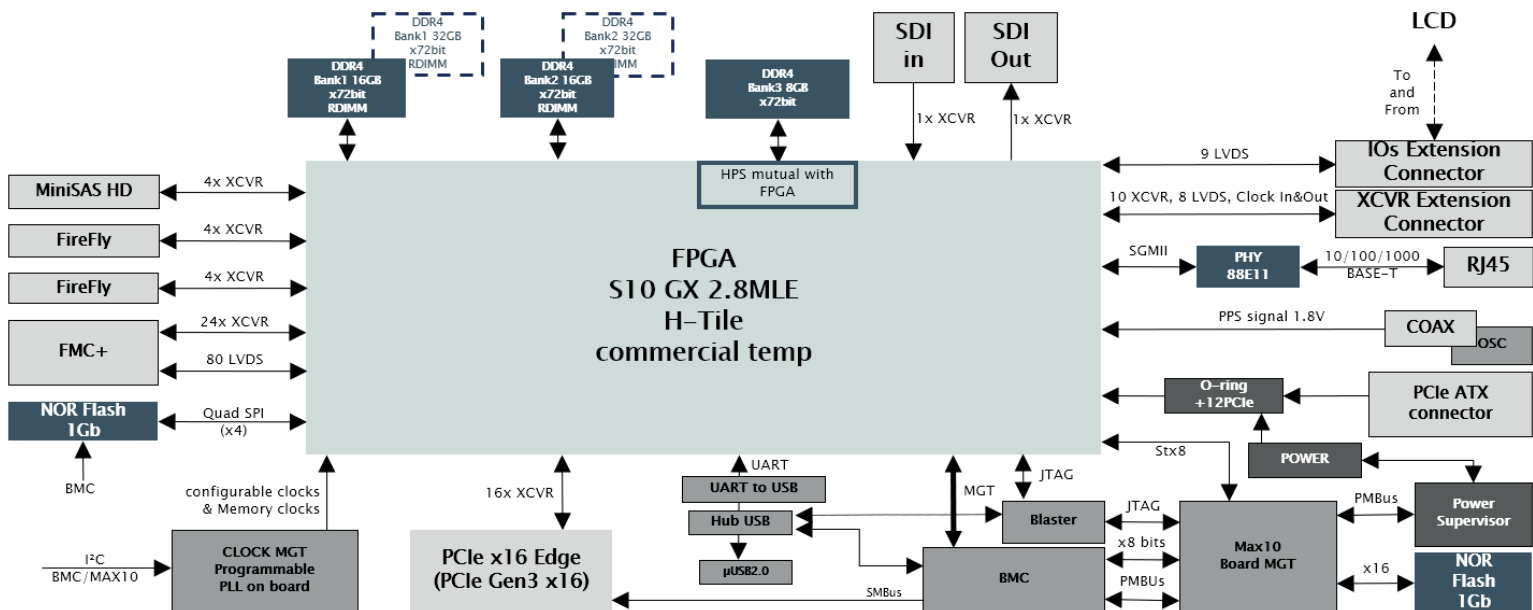 DDR4
Bank1 32GB
x72bit
RDIMM
DDR4
Bank1 16GB
x72bit
RDIMM
DDR4
Bank2 32GB
x72bit
DDR4
Bank2 16GB
x72bit
RDIMM
DDR4
Bank3 8GB
x72bit
SDI
in
SDI
Out
LCD
To
and
From
1x XCVR
1x XCVR
9 LVDS
IOs Extension
Connector
10 XCVR, 8 LVDS, Clock In&Out
XCVR Extension
Connector
SGMII
PHY
88E11
10/100/1000
BASE-T
RJ45
PPS signal 1.8V
COAX
OSC
O-ring
+12PCIe
PCIe ATX
connector
MiniSAS HD
4x XCVR
FireFly
4x XCVR
FireFly
4x XCVR
FMC+
24x XCVR
80 LVDS
NOR Flash
1Gb
Quad SPI
(x4)
BMC
HPS mutual with
FPGA
FPGA
S10 GX 2.8MLE
H-Tile
commercial temp
configurable clocks
& Memory clocks
I²C
BMC/MAX10
CLOCK MGT
Programmable
PLL on board
16x XCVR
PCIe x16 Edge
(PCIe Gen3 x16)
UART
UART to USB
Hub USB
µUSB2.0
MGT
JTAG
Blaster
BMC
SMBus
JTAG
x8 bits
PMBUs
Stx8
Max10
Board MGT
POWER
PMBus
Power
Supervisor
x16
NOR
Flash
1Gb